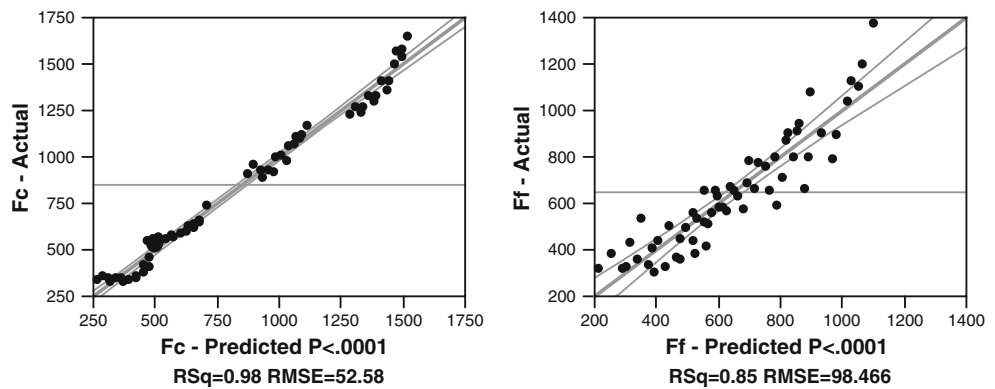 1750
1500
1250
1000
750
500
250
Fc - Actual
250 500 750 1000 1250 1500 1750
Fc - Predicted P<.0001
RSq=0.98 RMSE=52.58
1400
1200
1000
800
600
400
200
Ff - Actual
200 400 600 800 1000 1200 1400
Ff - Predicted P<.0001
RSq=0.85 RMSE=98.466